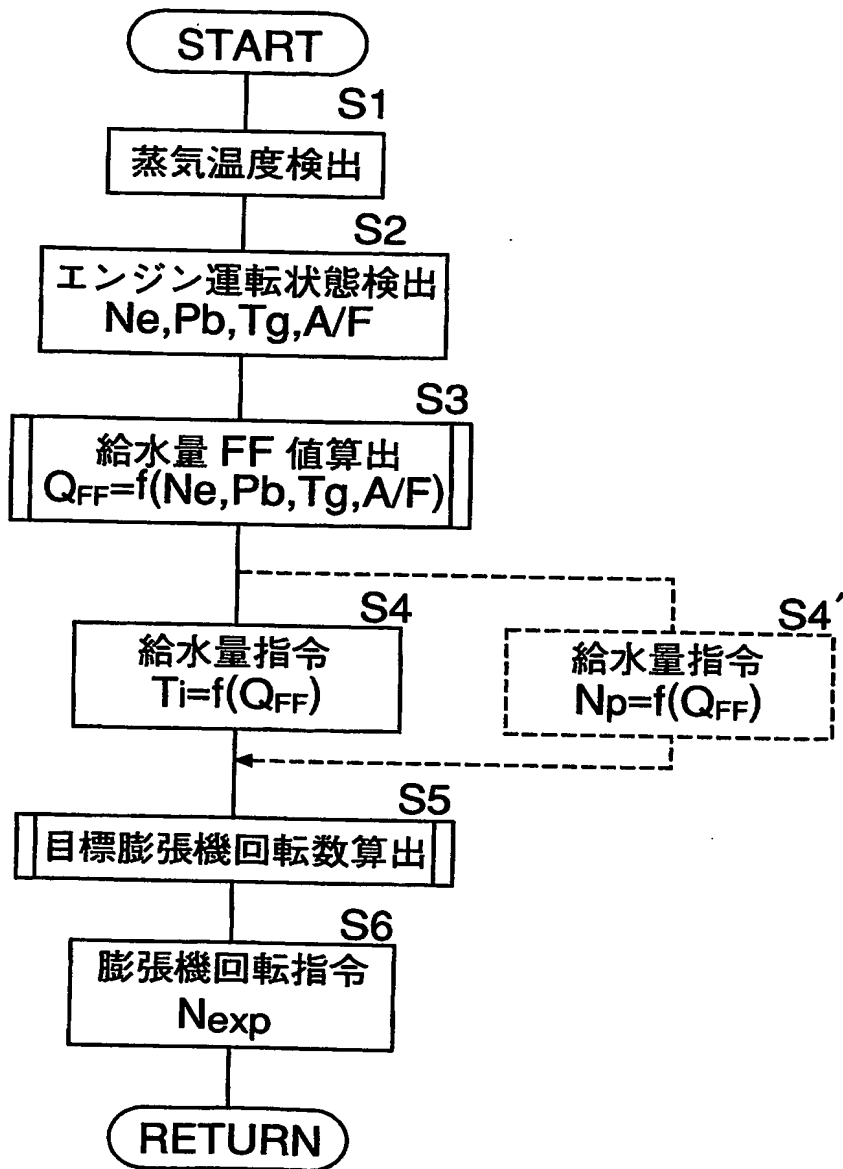 START
S1
蒸気温度検出
S2
エンジン運転状態検出
Ne,Pb,Tg,A/F
S3
給水量 FF 値算出
QFF=f(Ne,Pb,Tg,A/F)
S4
給水量指令
Ti=f(QFF)
S4′
給水量指令
Np=f(QFF)
S5
目標膨張機回転数算出
S6
膨張機回転指令
Nexp
RETURN